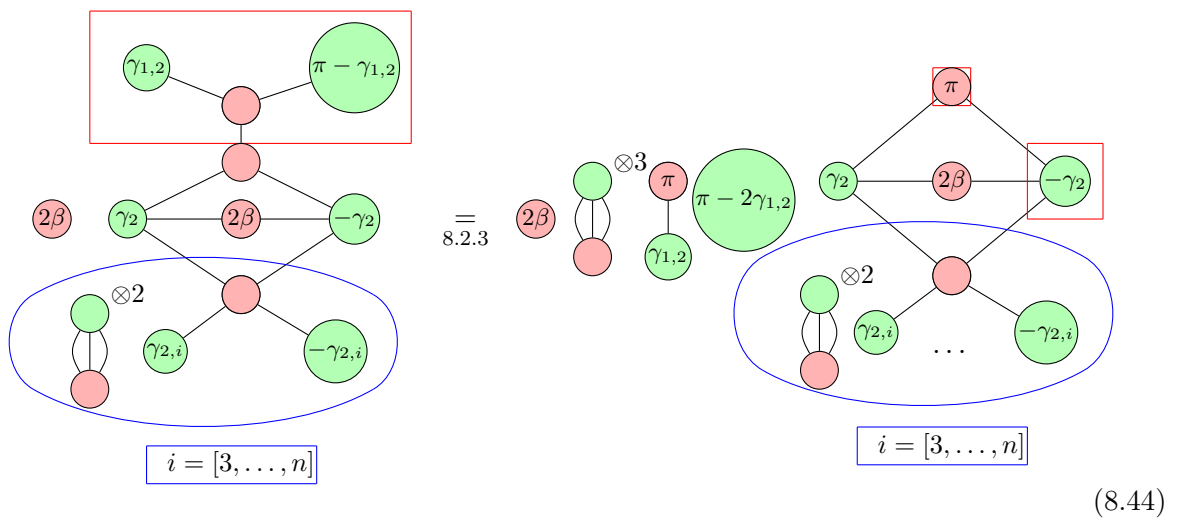 γ₁,₂ π − γ₁,₂
2β γ₂ 2β −γ₂
⊗2
γ₂,ᵢ −γ₂,ᵢ
i = [3, . . . , n]
=
8.2.3
2β ⊗3 π γ₁,₂ π − 2γ₁,₂
π
γ₂ 2β −γ₂
⊗2
γ₂,ᵢ . . . −γ₂,ᵢ
i = [3, . . . , n]
(8.44)